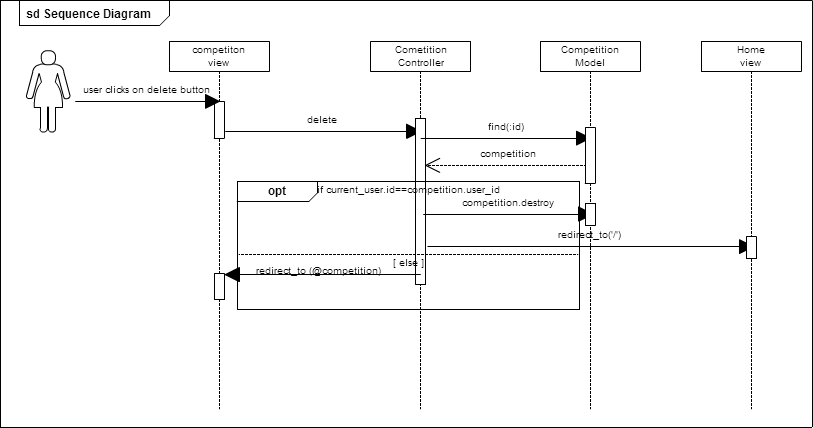 sd Sequence Diagram
competiton
view
Cometition
Controller
Competition
Model
Home
view
user clicks on delete button
delete
find(:id)
competition
opt
if current_user.id==competition.user_id
competition.destroy
redirect_to('/')
[ else ]
redirect_to (@competition)